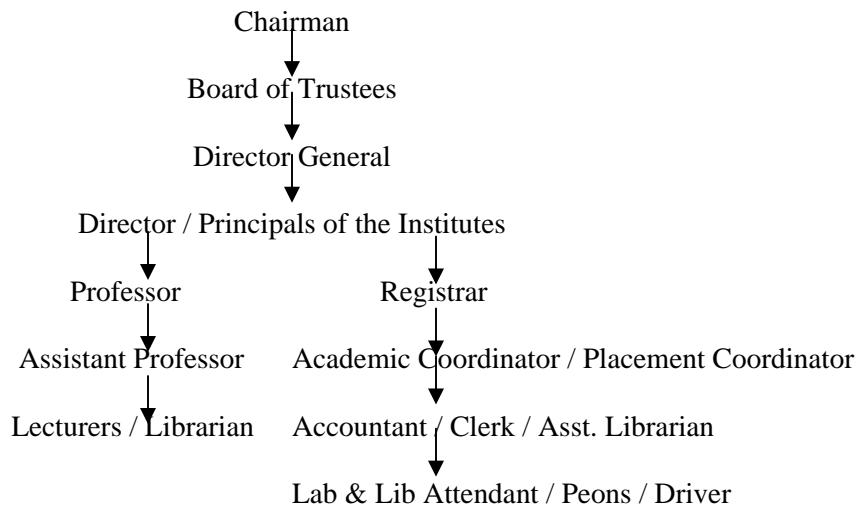 Chairman
Board of Trustees
Director General
Director / Principals of the Institutes
Professor
Registrar
Assistant Professor
Academic Coordinator / Placement Coordinator
Lecturers / Librarian
Accountant / Clerk / Asst. Librarian
Lab & Lib Attendant / Peons / Driver